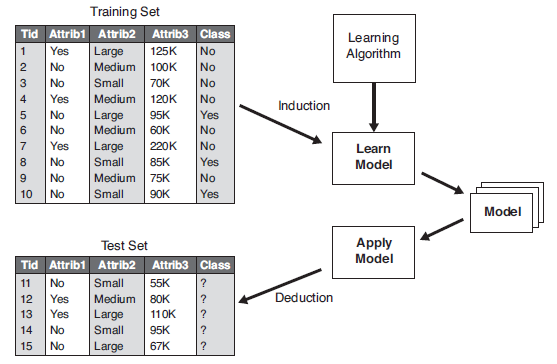 Training Set
Tid Attrib1 Attrib2 Attrib3 Class
1 Yes Large 125K No
2 No Medium 100K No
3 No Small 70K No
4 Yes Medium 120K No
5 No Large 95K Yes
6 No Medium 60K No
7 Yes Large 220K No
8 No Small 85K Yes
9 No Medium 75K No
10 No Small 90K Yes
Learning
Algorithm
Induction
Learn
Model
Model
Apply
Model
Deduction
Test Set
Tid Attrib1 Attrib2 Attrib3 Class
11 No Small 55K ?
12 Yes Medium 80K ?
13 Yes Large 110K ?
14 No Small 95K ?
15 No Large 67K ?